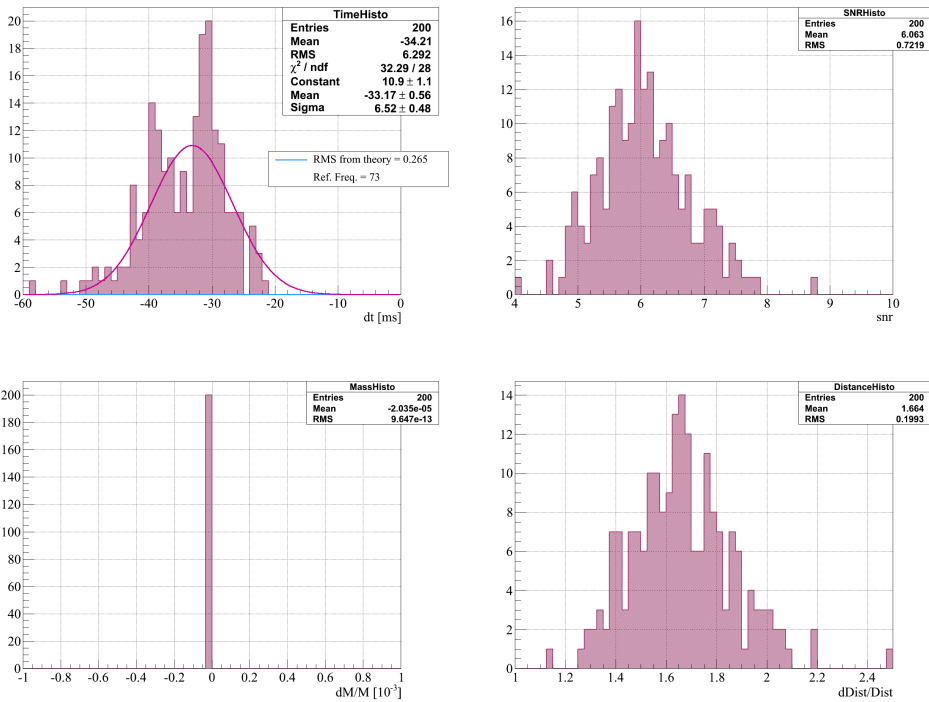 TimeHisto
Entries 200
Mean -34.21
RMS 6.292
χ² / ndf 32.29 / 28
Constant 10.9 ± 1.1
Mean -33.17 ± 0.56
Sigma 6.52 ± 0.48
RMS from theory = 0.265
Ref. Freq. = 73
20
18
16
14
12
10
8
6
4
2
0
-60 -50 -40 -30 -20 -10 0
dt [ms]
SNRHisto
Entries 200
Mean 6.063
RMS 0.7219
16
14
12
10
8
6
4
2
0
4 5 6 7 8 9 10
snr
MassHisto
Entries 200
Mean -2.035e-05
RMS 9.647e-13
200
180
160
140
120
100
80
60
40
20
0
-1 -0.8 -0.6 -0.4 -0.2 0 0.2 0.4 0.6 0.8 1
dM/M [10⁻³]
DistanceHisto
Entries 200
Mean 1.664
RMS 0.1993
14
12
10
8
6
4
2
0
1 1.2 1.4 1.6 1.8 2 2.2 2.4
dDist/Dist